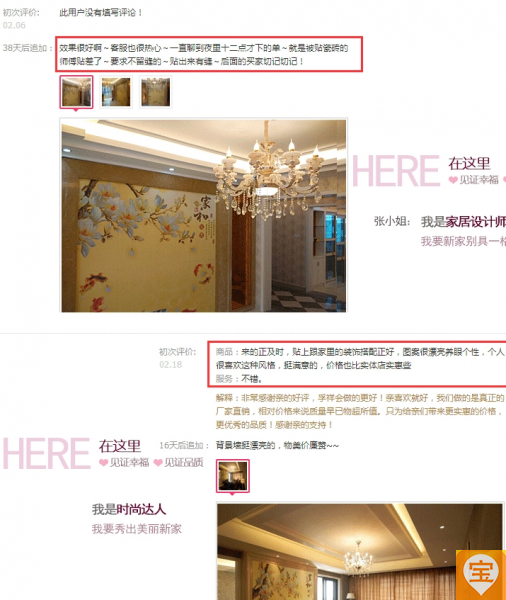 初次评价:
此用户没有填写评论！
02.06
38天后追加：
效果很好啊～客服也很热心～一直聊到夜里十二点才下的单～就是被贴瓷砖的
师傅贴差了～要求不留缝的～贴出来有缝～后面的买家切记切记！
家和
HERE 在这里
❤见证幸福 ❤
张小姐： 我是家居设计师
我要新家别具一格
初次评价:
02.18
商品：来的正及时，贴上跟家里的装饰搭配正好，图案很漂亮养眼个性，个人
很喜欢这种风格，挺满意的，价格也比实体店实惠些
服务：不错。
解释：非常感谢亲的好评，学祥会做的更好！亲喜欢就好，我们做的是真正的
厂家直销，相对价格来说质量早已物超所值。只为给亲们带来更实惠的价格，
更优秀的品质！感谢亲的支持！
HERE 在这里
❤见证幸福 ❤见证品质
16天后追加：
背景墙挺漂亮的，物美价廉赞~~
我是时尚达人
我要秀出美丽新家
宝